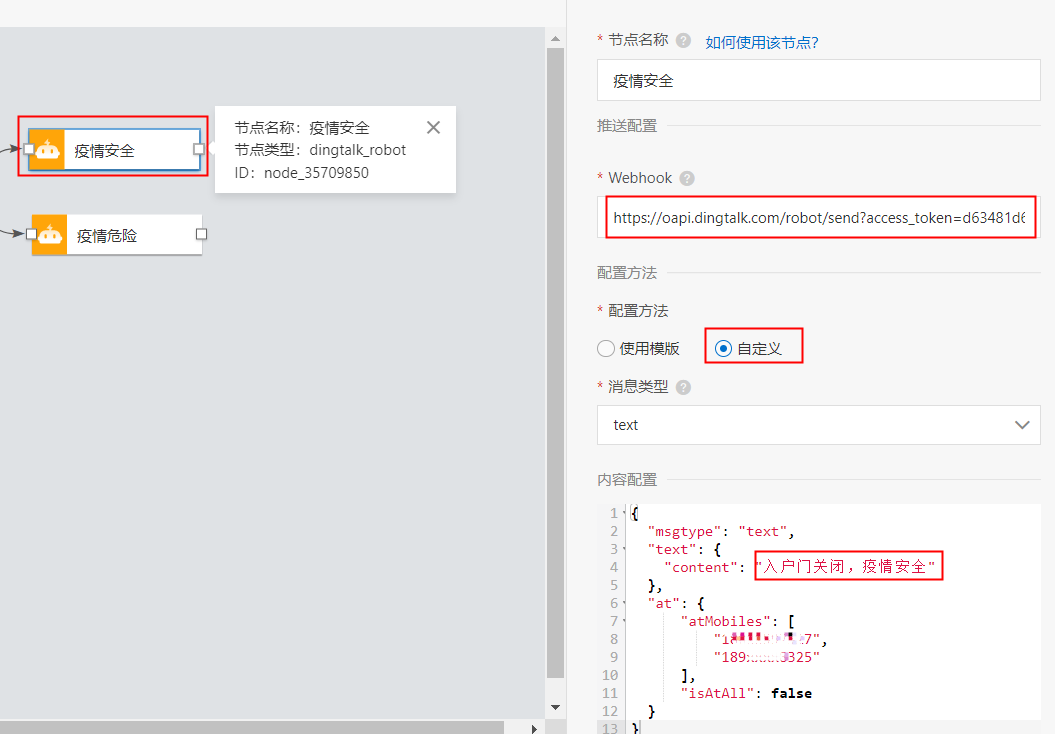 疫情安全
节点名称：疫情安全
节点类型：dingtalk_robot
ID：node_35709850
疫情危险
* 节点名称 ? 如何使用该节点?
疫情安全
推送配置
* Webhook ?
https://oapi.dingtalk.com/robot/send?access_token=d63481d6
配置方法
* 配置方法
使用模版 自定义
* 消息类型 ?
text
内容配置
1 {
2 "msgtype": "text",
3 "text": {
4 "content": "入户门关闭，疫情安全"
5 },
6 "at": {
7 "atMobiles": [
8 "18 7",
9 "189 3325"
10 ],
11 "isAtAll": false
12 }
13 }